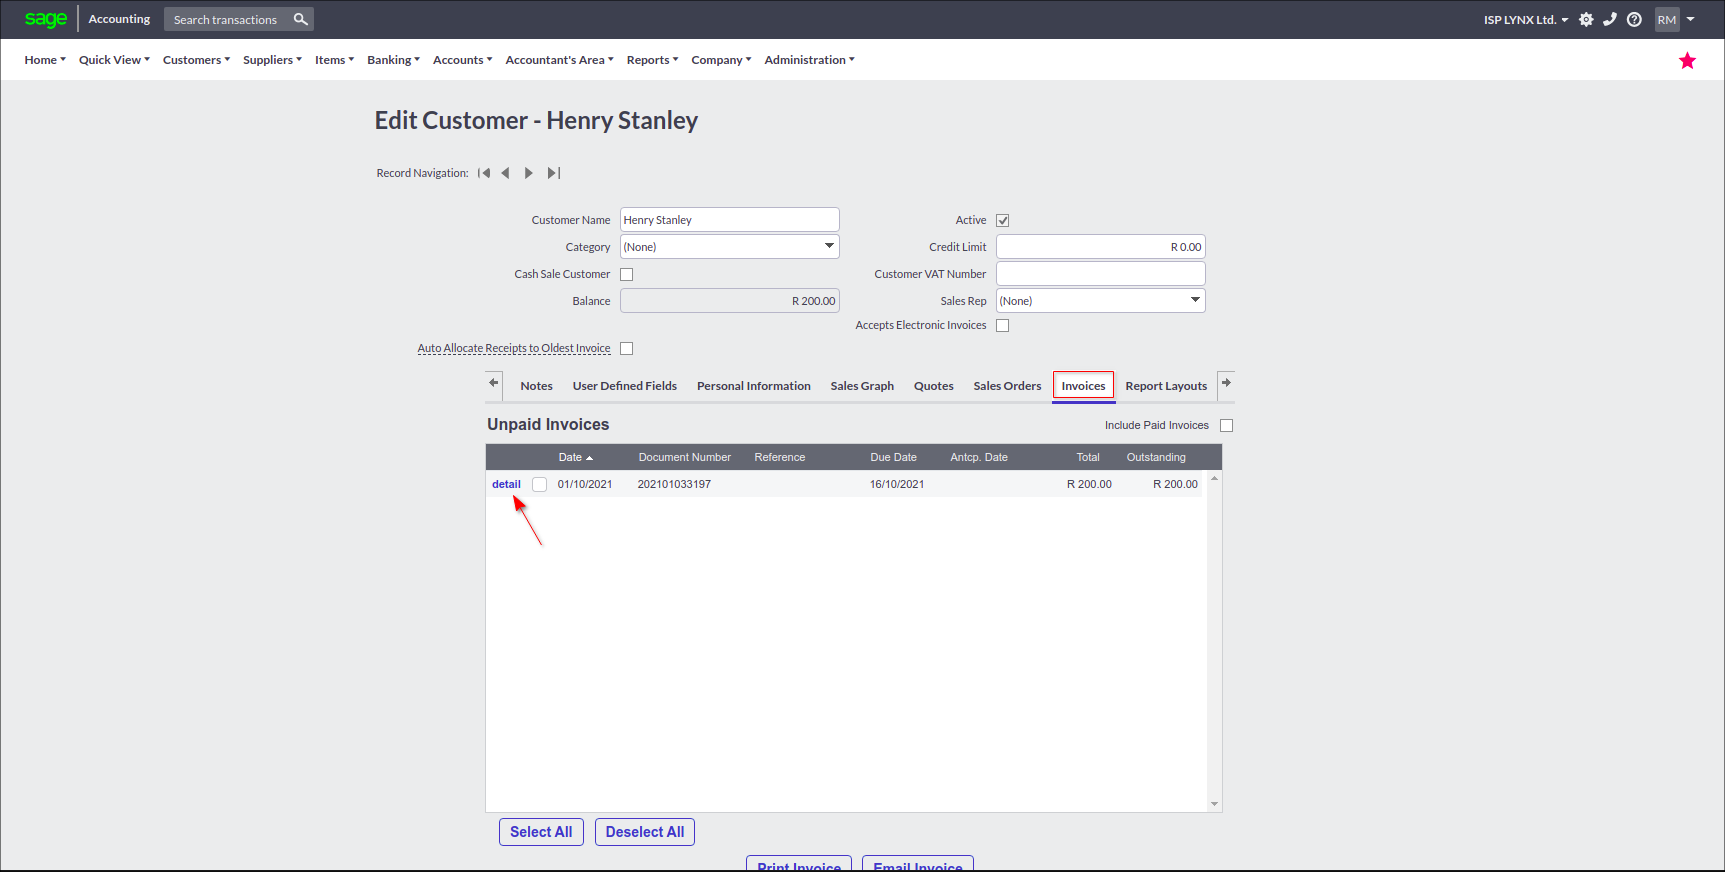 sage Accounting Search transactions ISP LYNX Ltd. RM
Home Quick View Customers Suppliers Items Banking Accounts Accountant's Area Reports Company Administration
Edit Customer - Henry Stanley
Record Navigation:
Customer Name Henry Stanley Active
Category (None) Credit Limit R 0.00
Cash Sale Customer Customer VAT Number
Balance R 200.00 Sales Rep (None)
Accepts Electronic Invoices
Auto Allocate Receipts to Oldest Invoice
Notes User Defined Fields Personal Information Sales Graph Quotes Sales Orders Invoices Report Layouts
Unpaid Invoices Include Paid Invoices
Date Document Number Reference Due Date Antcp. Date Total Outstanding
detail 01/10/2021 202101033197 16/10/2021 R 200.00 R 200.00
Select All Deselect All
Print Invoice Email Invoice